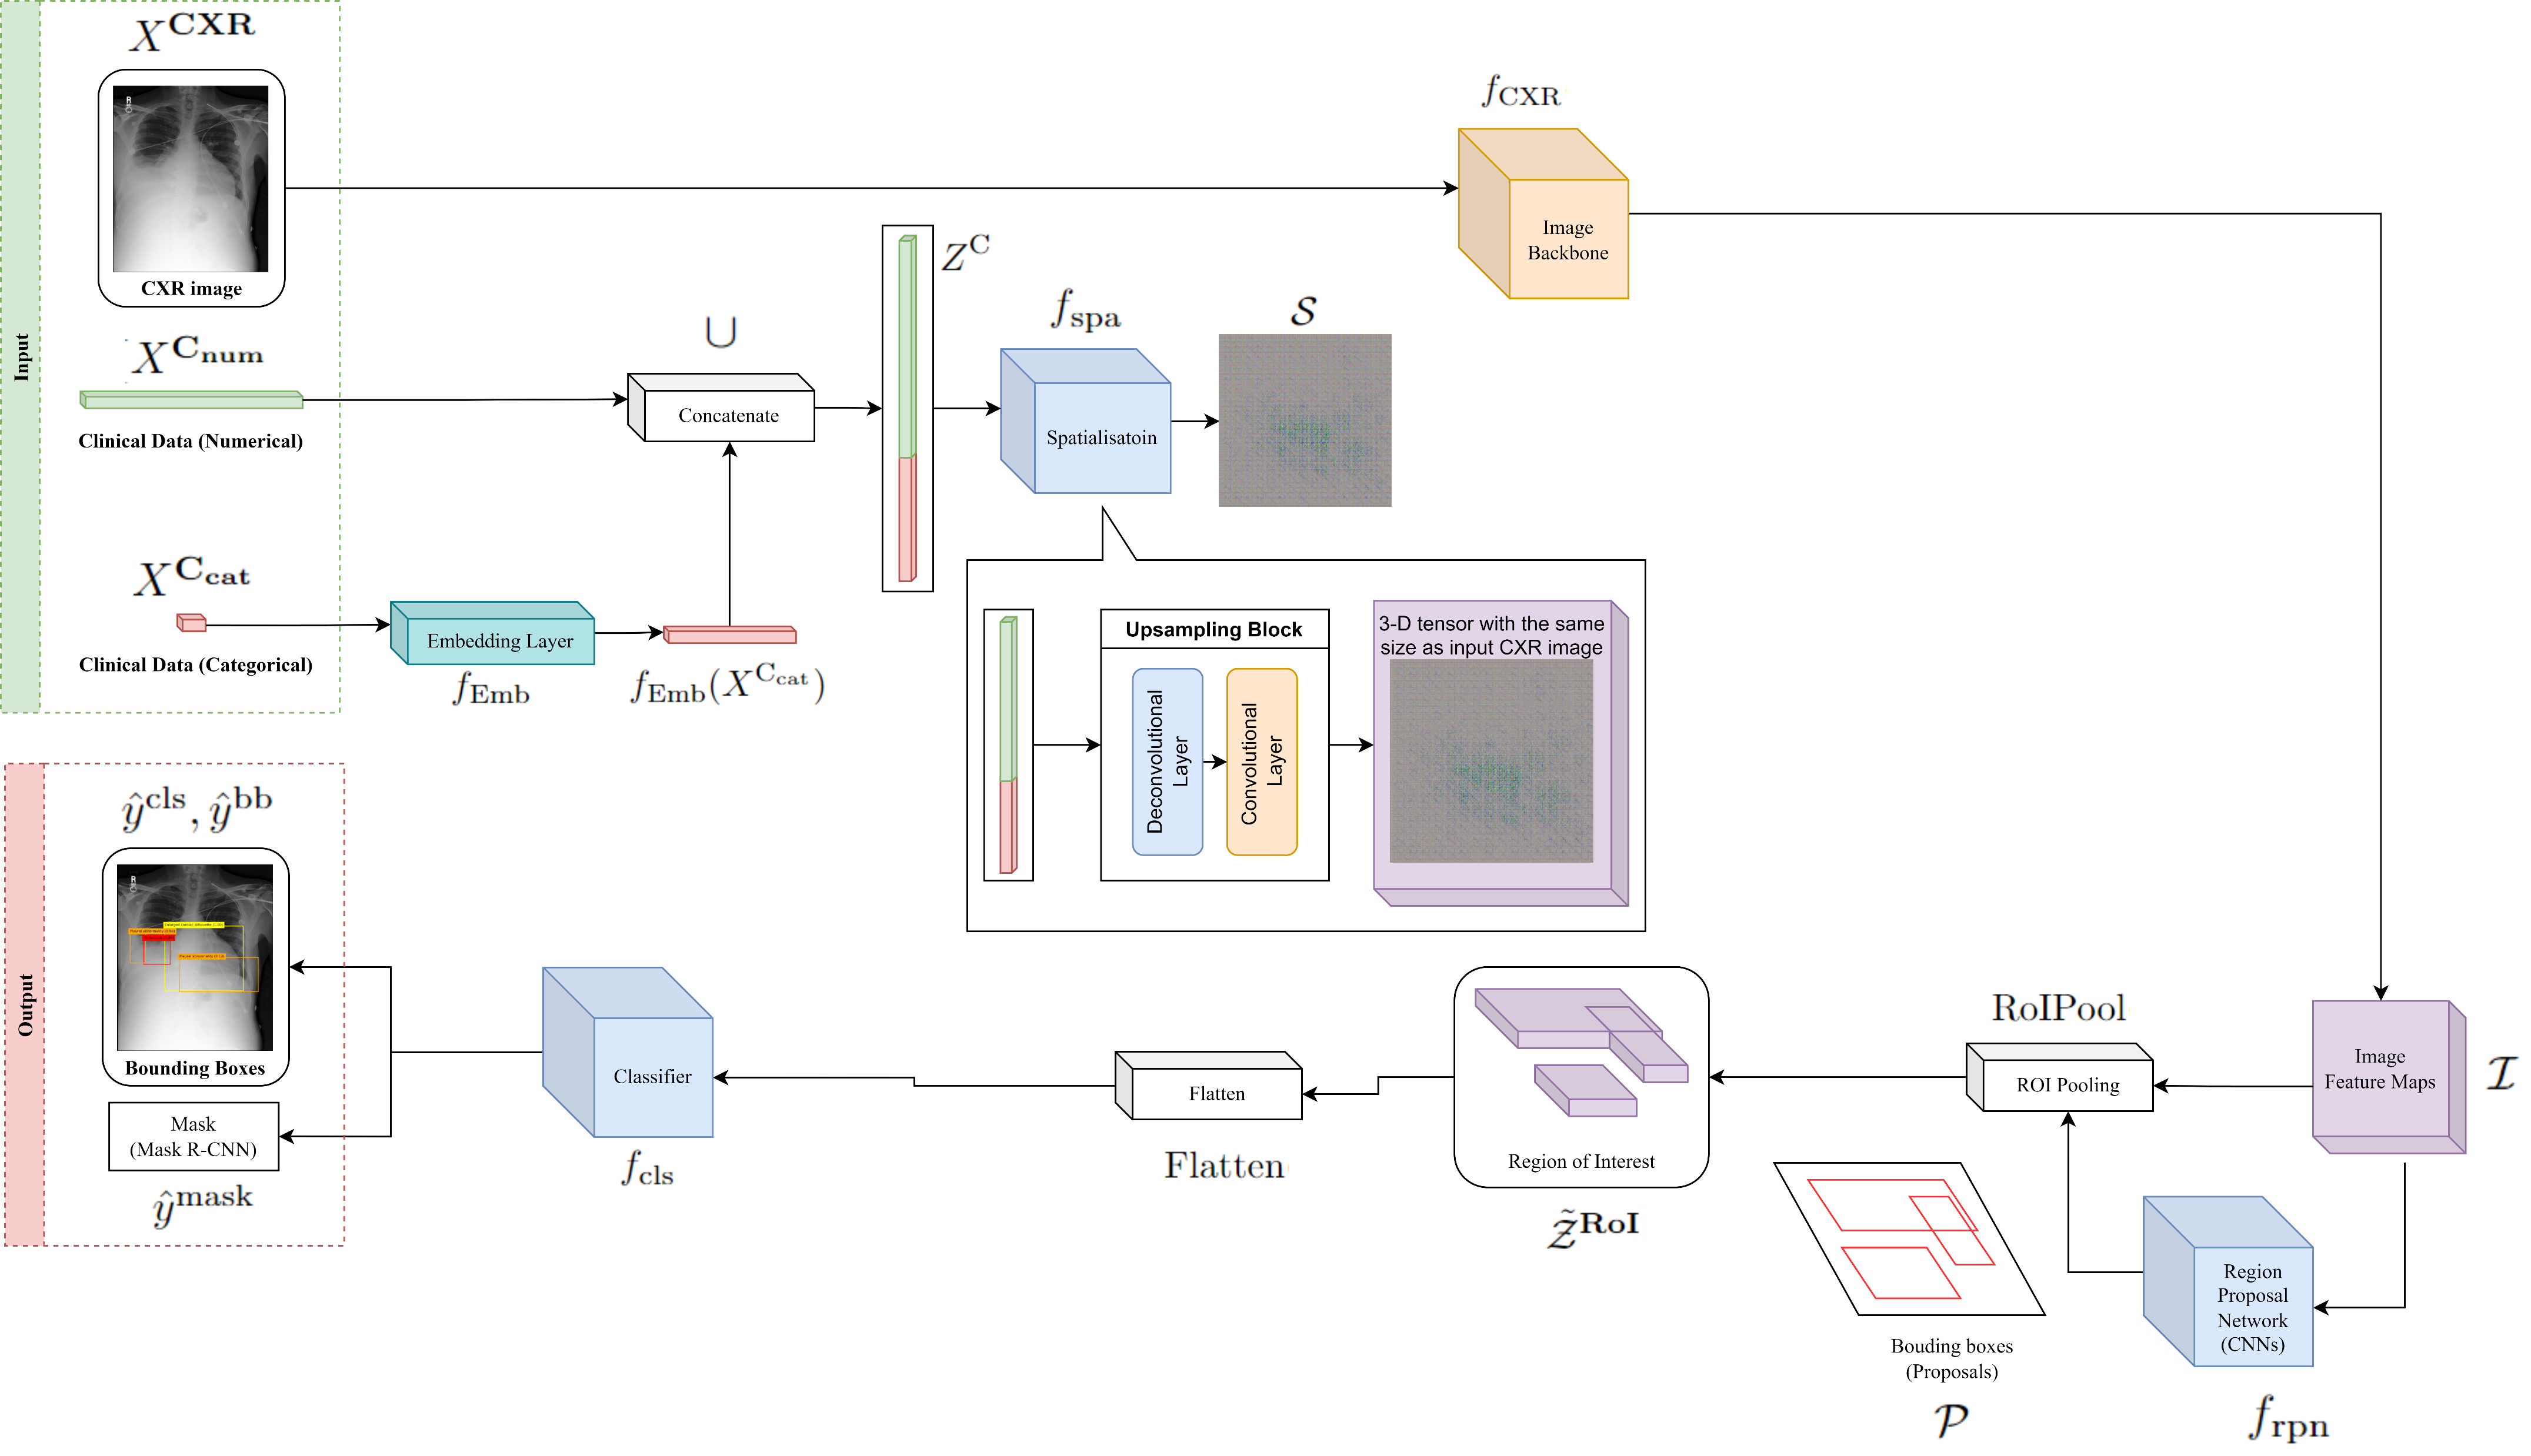 X^CXR
R
CXR image
Input
X^C_num
Clinical Data (Numerical)
X^C_cat
Clinical Data (Categorical)
Embedding Layer
f_Emb
f_Emb(X^C_cat)
∪
Concatenate
Z^C
f_spa
Spatialisatoin
𝒮
f_CXR
Image
Backbone
Upsampling Block
Deconvolutional
Layer
Convolutional
Layer
3-D tensor with the same
size as input CXR image
Image
Feature Maps
ℐ
RoIPool
ROI Pooling
Region
Proposal
Network
(CNNs)
f_rpn
Bouding boxes
(Proposals)
𝒫
Region of Interest
𝒵̃^RoI
Flatten
Flatten
Classifier
f_cls
Output
ŷ^cls, ŷ^bb
R
Bounding Boxes
Mask
(Mask R-CNN)
ŷ^mask